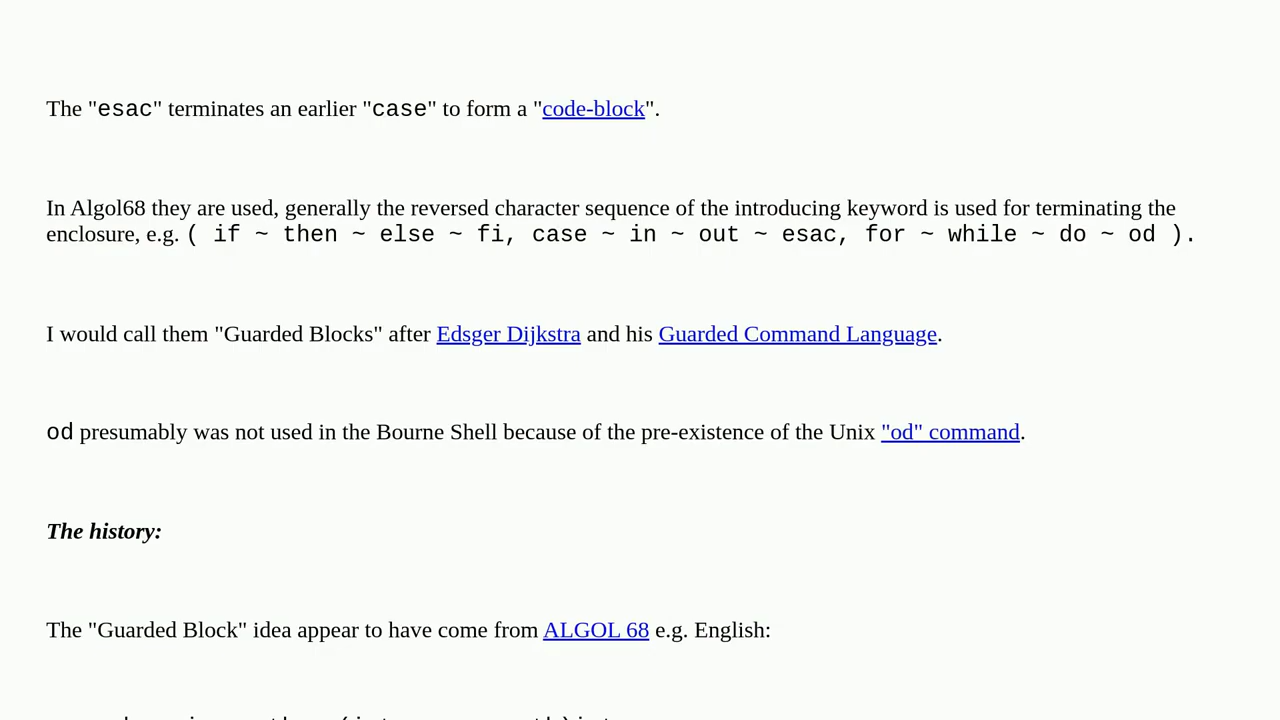 The "esac" terminates an earlier "case" to form a "code-block".
In Algol68 they are used, generally the reversed character sequence of the introducing keyword is used for terminating the
enclosure, e.g. ( if ~ then ~ else ~ fi, case ~ in ~ out ~ esac, for ~ while ~ do ~ od ).
I would call them "Guarded Blocks" after Edsger Dijkstra and his Guarded Command Language.
od presumably was not used in the Bourne Shell because of the pre-existence of the Unix "od" command.
The history:
The "Guarded Block" idea appear to have come from ALGOL 68 e.g. English: